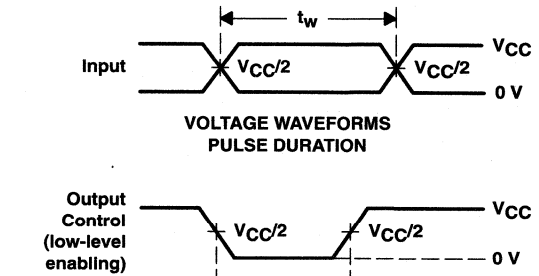 tw
Input
VCC/2
VCC/2
VCC
0 V
VOLTAGE WAVEFORMS
PULSE DURATION
Output
Control
(low-level
enabling)
VCC/2
VCC/2
VCC
0 V